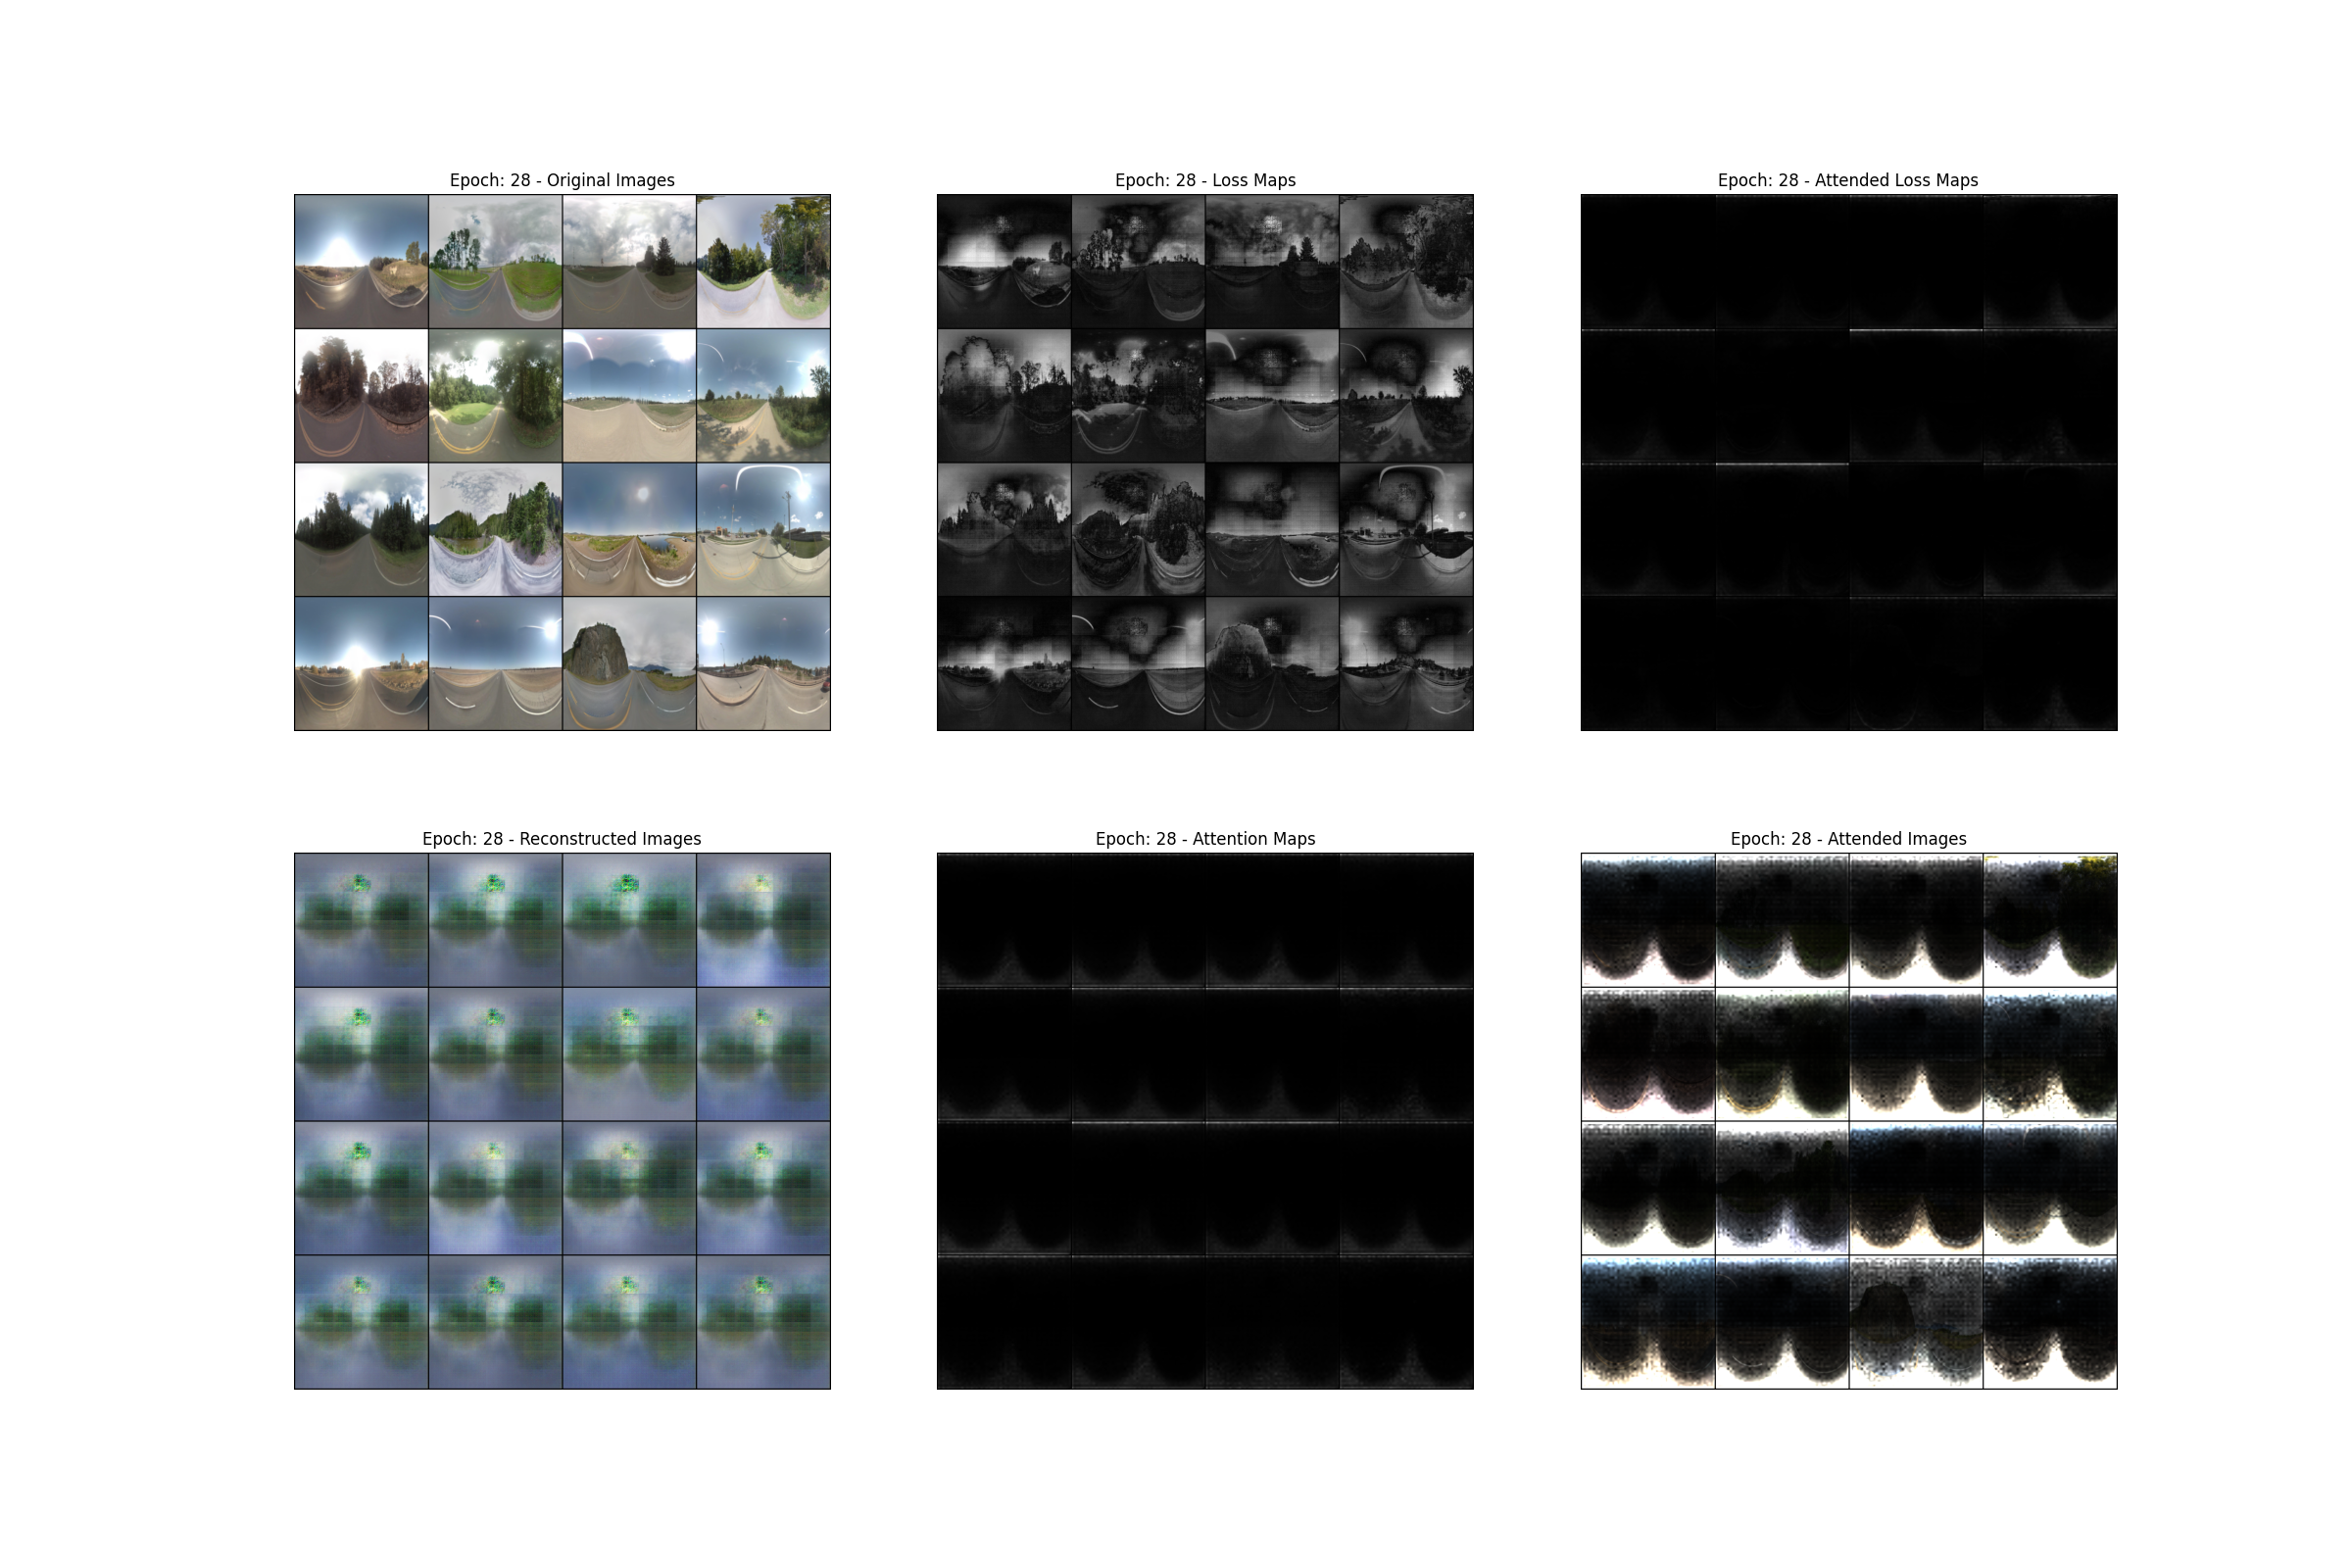 Epoch: 28 - Original Images
Epoch: 28 - Loss Maps
Epoch: 28 - Attended Loss Maps
Epoch: 28 - Reconstructed Images
Epoch: 28 - Attention Maps
Epoch: 28 - Attended Images